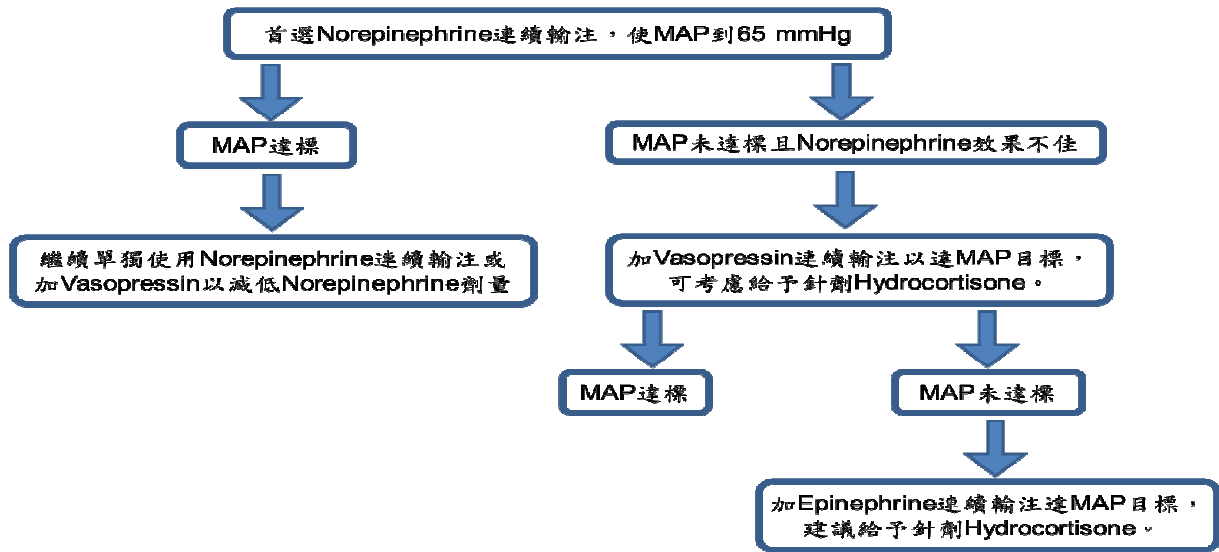 首選Norepinephrine連續輸注，使MAP到65 mmHg
MAP達標
MAP未達標且Norepinephrine效果不佳
繼續單獨使用Norepinephrine連續輸注或
加Vasopressin以減低Norepinephrine劑量
加Vasopressin連續輸注以達MAP目標，
可考慮給予針劑Hydrocortisone。
MAP達標
MAP未達標
加Epinephrine連續輸注達MAP目標，
建議給予針劑Hydrocortisone。